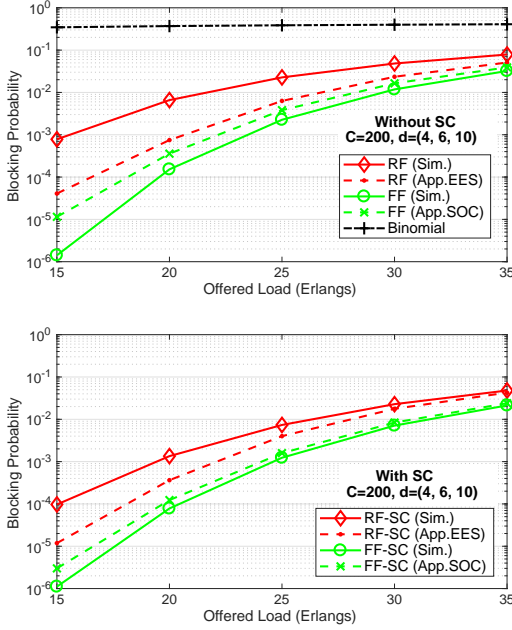 10^0
10^-1
10^-2
10^-3
10^-4
10^-5
10^-6
Blocking Probability
Without SC
C=200, d=(4, 6, 10)
RF (Sim.)
RF (App.EES)
FF (Sim.)
FF (App.SOC)
Binomial
15 20 25 30 35
Offered Load (Erlangs)
10^0
10^-1
10^-2
10^-3
10^-4
10^-5
10^-6
Blocking Probability
With SC
C=200, d=(4, 6, 10)
RF-SC (Sim.)
RF-SC (App.EES)
FF-SC (Sim.)
FF-SC (App.SOC)
15 20 25 30 35
Offered Load (Erlangs)